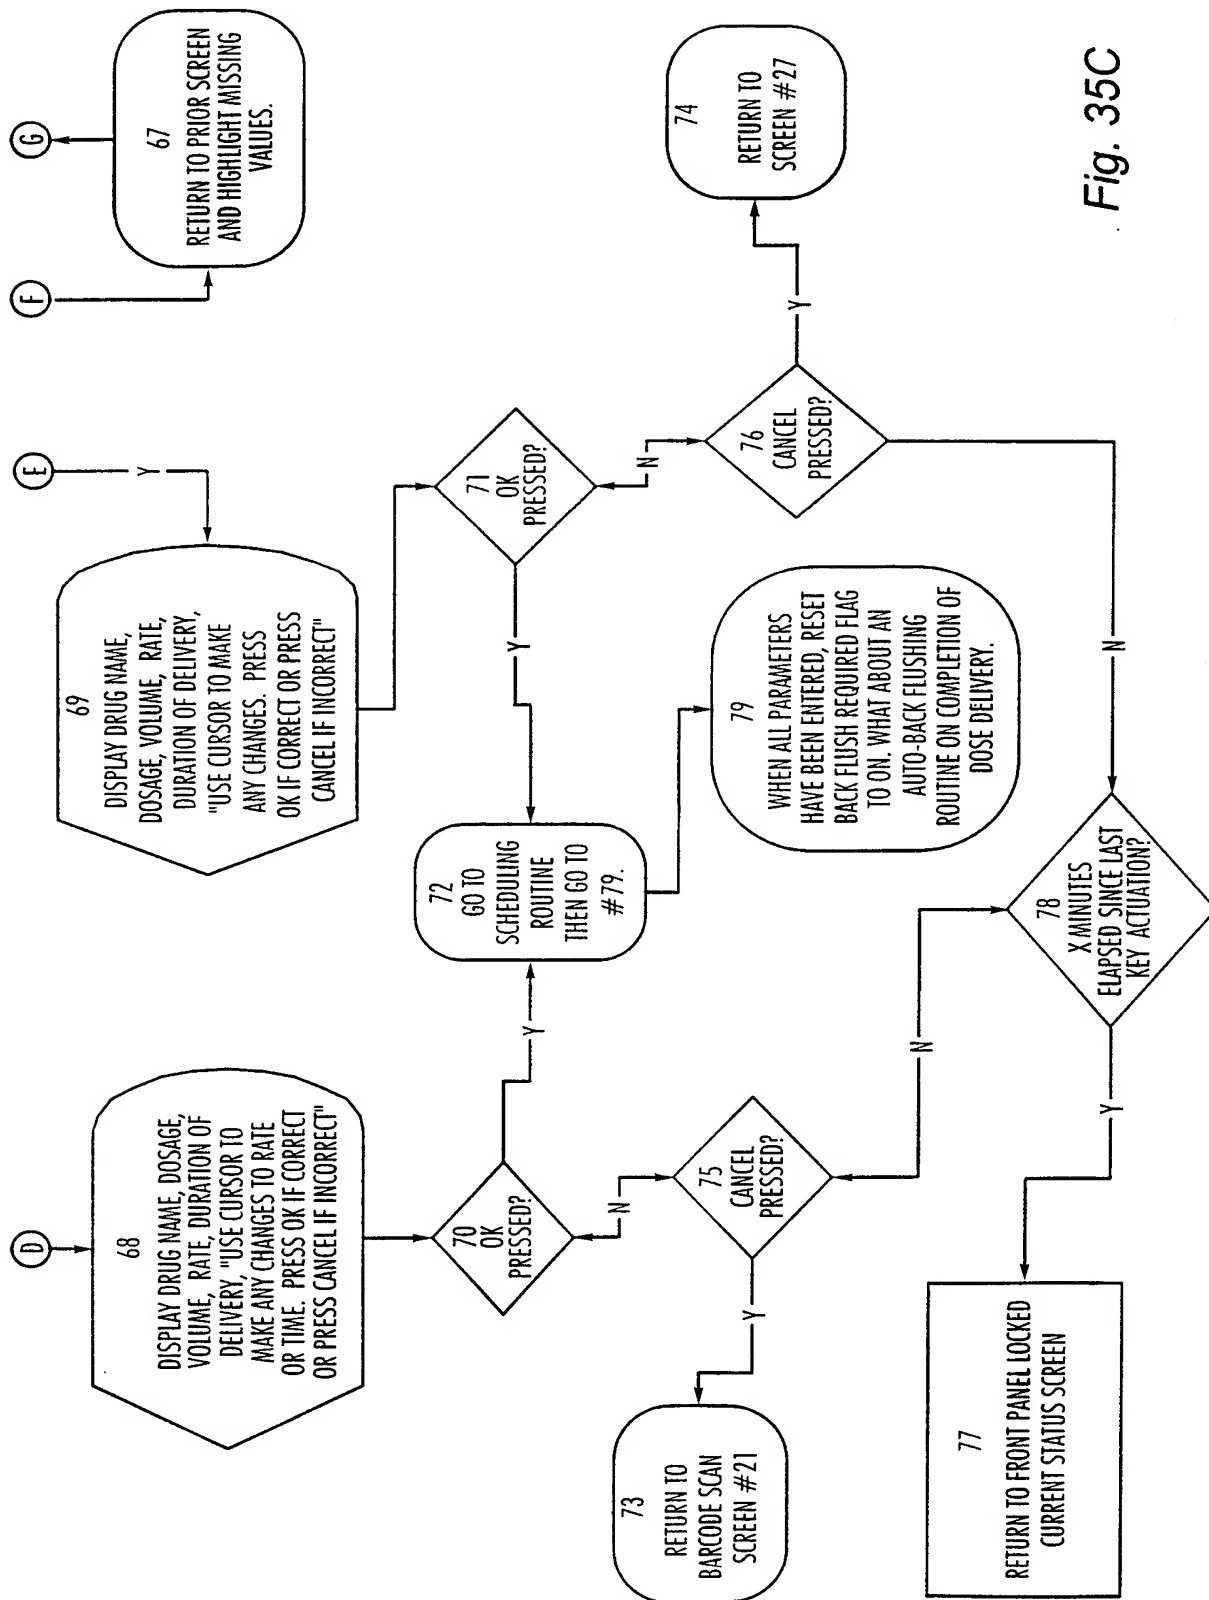 D
E
F
G
68
DISPLAY DRUG NAME, DOSAGE,
VOLUME, RATE, DURATION OF
DELIVERY, "USE CURSOR TO
MAKE ANY CHANGES TO RATE
OR TIME. PRESS OK IF CORRECT
OR PRESS CANCEL IF INCORRECT"
69
DISPLAY DRUG NAME,
DOSAGE, VOLUME, RATE,
DURATION OF DELIVERY,
"USE CURSOR TO MAKE
ANY CHANGES. PRESS
OK IF CORRECT OR PRESS
CANCEL IF INCORRECT"
Y
67
RETURN TO PRIOR SCREEN
AND HIGHLIGHT MISSING
VALUES.
70
OK
PRESSED?
Y
N
72
GO TO
SCHEDULING
ROUTINE
THEN GO TO
#79.
Y
71
OK
PRESSED?
N
73
RETURN TO
BARCODE SCAN
SCREEN #21
Y
75
CANCEL
PRESSED?
N
79
WHEN ALL PARAMETERS
HAVE BEEN ENTERED, RESET
BACK FLUSH REQUIRED FLAG
TO ON. WHAT ABOUT AN
AUTO-BACK FLUSHING
ROUTINE ON COMPLETION OF
DOSE DELIVERY.
76
CANCEL
PRESSED?
Y
N
74
RETURN TO
SCREEN #27
77
RETURN TO FRONT PANEL LOCKED
CURRENT STATUS SCREEN
Y
78
X MINUTES
ELAPSED SINCE LAST
KEY ACTUATION?
Fig. 35C